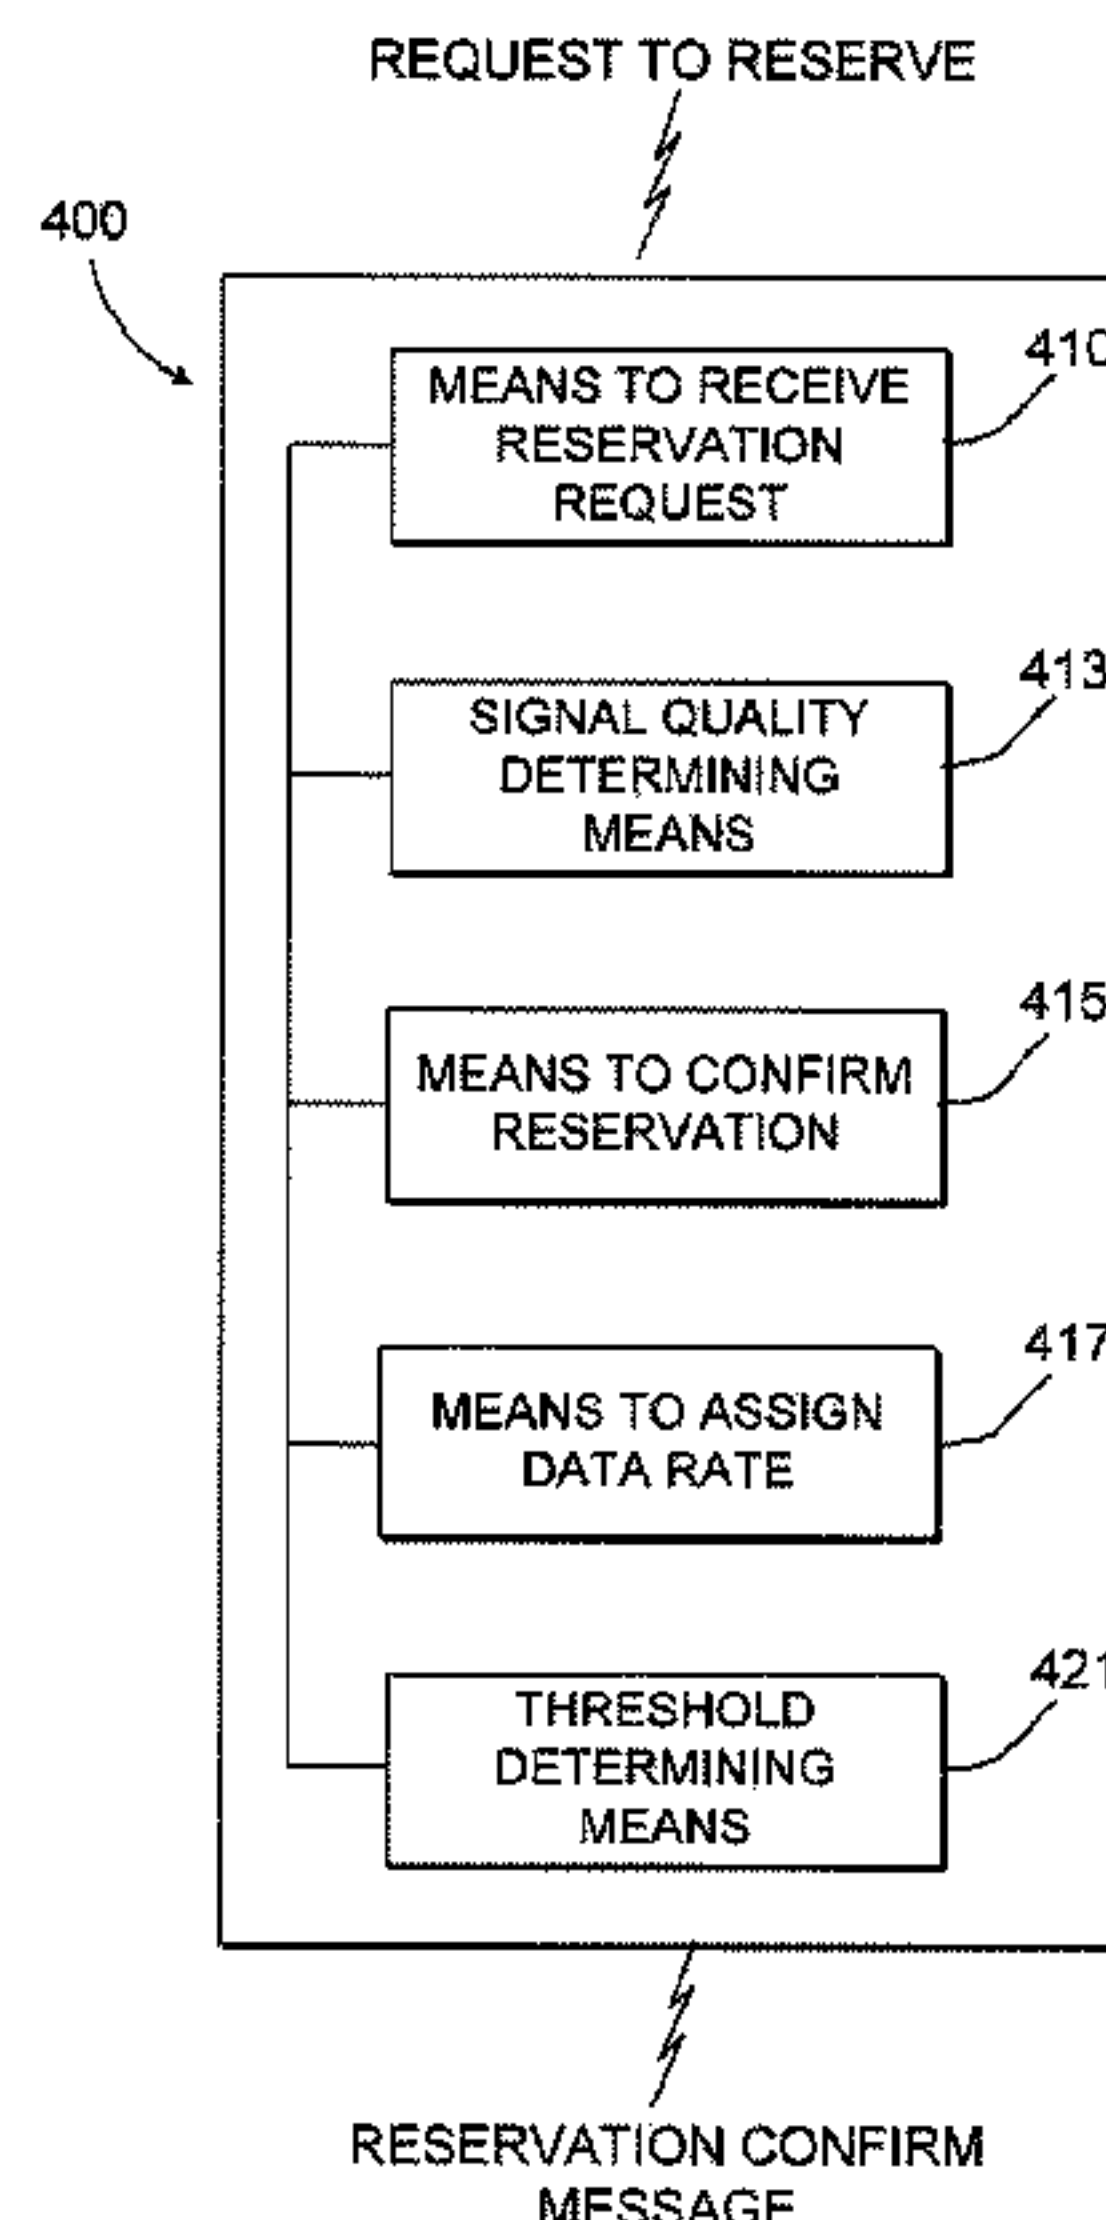 REQUEST TO RESERVE
400
410
MEANS TO RECEIVE
RESERVATION
REQUEST
413
SIGNAL QUALITY
DETERMINING
MEANS
415
MEANS TO CONFIRM
RESERVATION
417
MEANS TO ASSIGN
DATA RATE
421
THRESHOLD
DETERMINING
MEANS
RESERVATION CONFIRM
MESSAGE